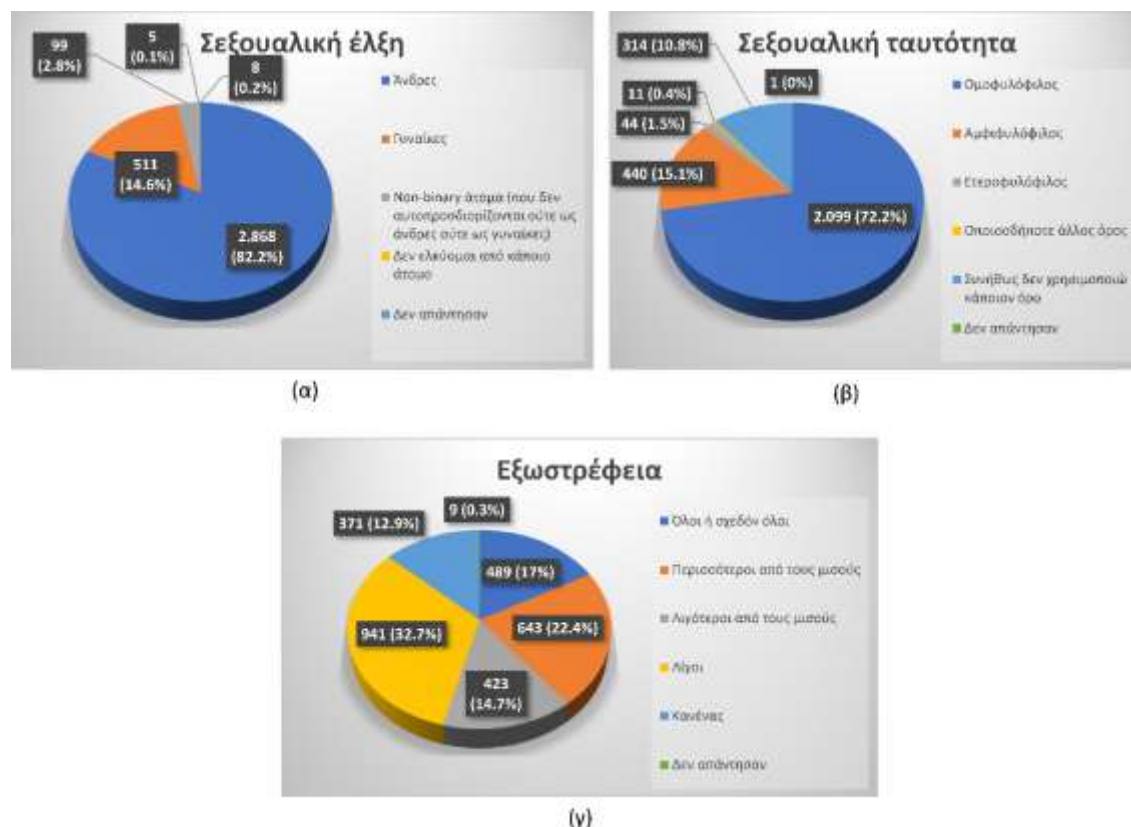 Σεξουαλική έλξη
99
(2.8%)
5
(0.1%)
8
(0.2%)
511
(14.6%)
2.868
(82.2%)
Άνδρες
Γυναίκες
Non-binary άτομα (που δεν
αυτοπροσδιορίζονται ούτε ως
άνδρες ούτε ως γυναίκες)
Δεν ελκύομαι από κάποιο
άτομο
Δεν απάντησαν
(α)
Σεξουαλική ταυτότητα
314 (10.8%)
1 (0%)
11 (0.4%)
44 (1.5%)
440 (15.1%)
2.099 (72.2%)
Ομοφυλόφιλος
Αμφιφυλόφιλος
Ετεροφυλόφιλος
Οποιοσδήποτε άλλος όρος
Συνήθως δεν χρησιμοποιώ
κάποιον όρο
Δεν απάντησαν
(β)
Εξωστρέφεια
371 (12.9%)
9 (0.3%)
489 (17%)
941 (32.7%)
643 (22.4%)
423
(14.7%)
Όλοι ή σχεδόν όλοι
Περισσότεροι από τους μισούς
Λιγότεροι από τους μισούς
Λίγοι
Κανένας
Δεν απάντησαν
(γ)